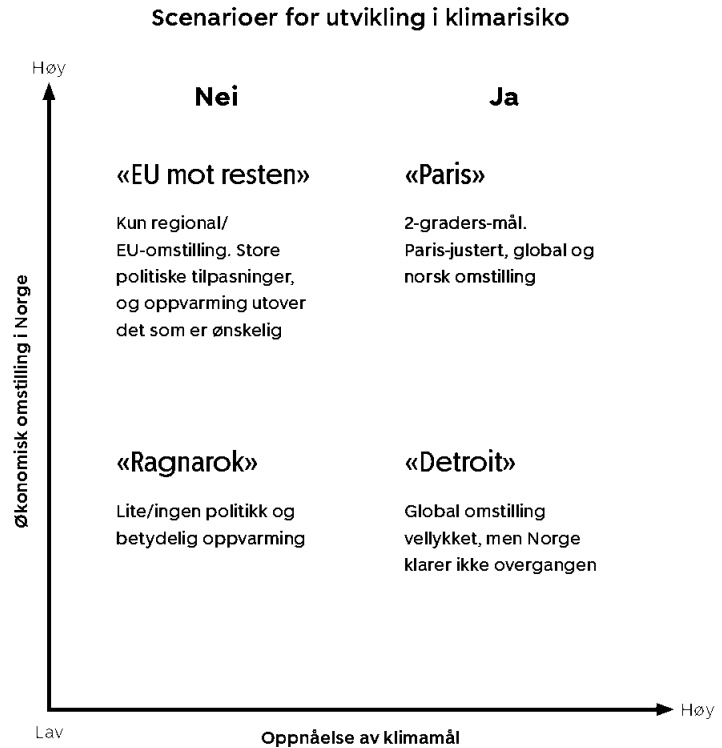 Scenarioer for utvikling i klimarisiko
Høy
Nei
Ja
«EU mot resten»
Kun regional/
EU-omstilling. Store
politiske tilpasninger,
og oppvarming utover
det som er ønskelig
«Paris»
2-graders-mål.
Paris-justert, global og
norsk omstilling
Økonomisk omstilling i Norge
«Ragnarok»
Lite/ingen politikk og
betydelig oppvarming
«Detroit»
Global omstilling
vellykket, men Norge
klarer ikke overgangen
Lav
Oppnåelse av klimamål
Høy